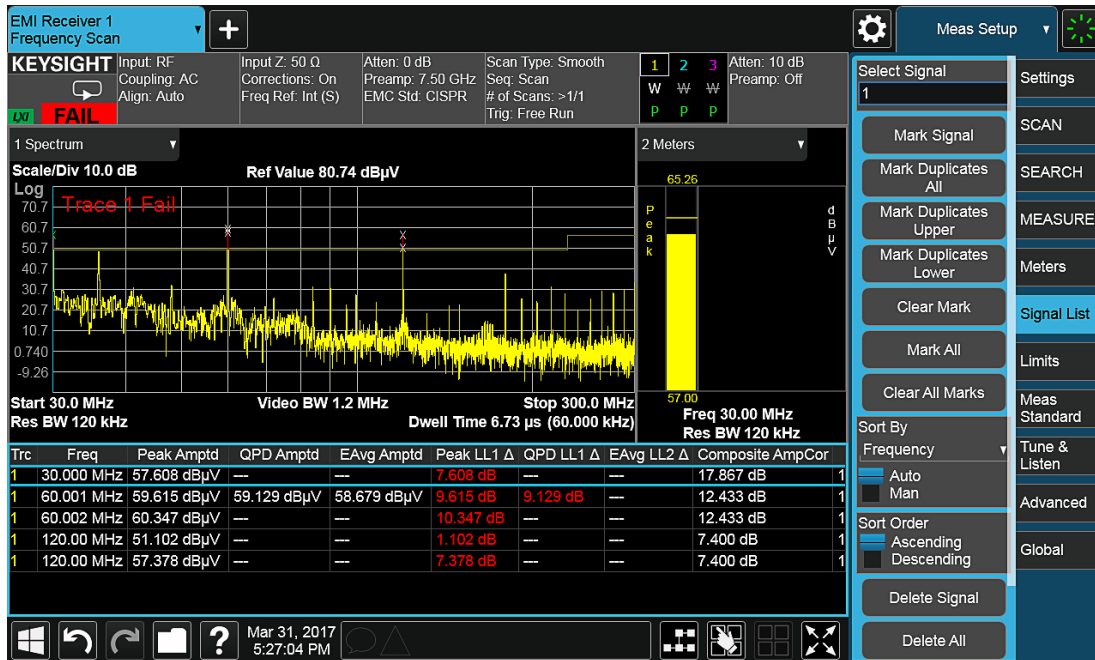 EMI Receiver 1
Frequency Scan
+
Meas Setup
KEYSIGHT
LXI
FAIL
Input: RF
Coupling: AC
Align: Auto
Input Z: 50 Ω
Corrections: On
Freq Ref: Int (S)
Atten: 0 dB
Preamp: 7.50 GHz
EMC Std: CISPR
Scan Type: Smooth
Seq: Scan
# of Scans: >1/1
Trig: Free Run
1 2 3
W W W
P P P
Atten: 10 dB
Preamp: Off
1 Spectrum
Scale/Div 10.0 dB
Ref Value 80.74 dBµV
Log
Trace 1 Fail
70.7
60.7
50.7
40.7
30.7
20.7
10.7
0.740
-9.26
Start 30.0 MHz
Video BW 1.2 MHz
Stop 300.0 MHz
Res BW 120 kHz
Dwell Time 6.73 µs (60.000 kHz)
2 Meters
65.26
Peak
dBµV
57.00
Freq 30.00 MHz
Res BW 120 kHz
Trc Freq Peak Amptd QPD Amptd EAvg Amptd Peak LL1 Δ QPD LL1 Δ EAvg LL2 Δ Composite AmpCor
1 30.000 MHz 57.608 dBµV --- --- 7.608 dB --- --- 17.867 dB 1
1 60.001 MHz 59.615 dBµV 59.129 dBµV 58.679 dBµV 9.615 dB 9.129 dB --- 12.433 dB 1
1 60.002 MHz 60.347 dBµV --- --- 10.347 dB --- --- 12.433 dB 1
1 120.00 MHz 51.102 dBµV --- --- 1.102 dB --- --- 7.400 dB 1
1 120.00 MHz 57.378 dBµV --- --- 7.378 dB --- --- 7.400 dB 1
?
Mar 31, 2017
5:27:04 PM
Select Signal
1
Mark Signal
Mark Duplicates
All
Mark Duplicates
Upper
Mark Duplicates
Lower
Clear Mark
Mark All
Clear All Marks
Sort By
Frequency
Auto
Man
Sort Order
Ascending
Descending
Delete Signal
Delete All
Settings
SCAN
SEARCH
MEASURE
Meters
Signal List
Limits
Meas
Standard
Tune &
Listen
Advanced
Global